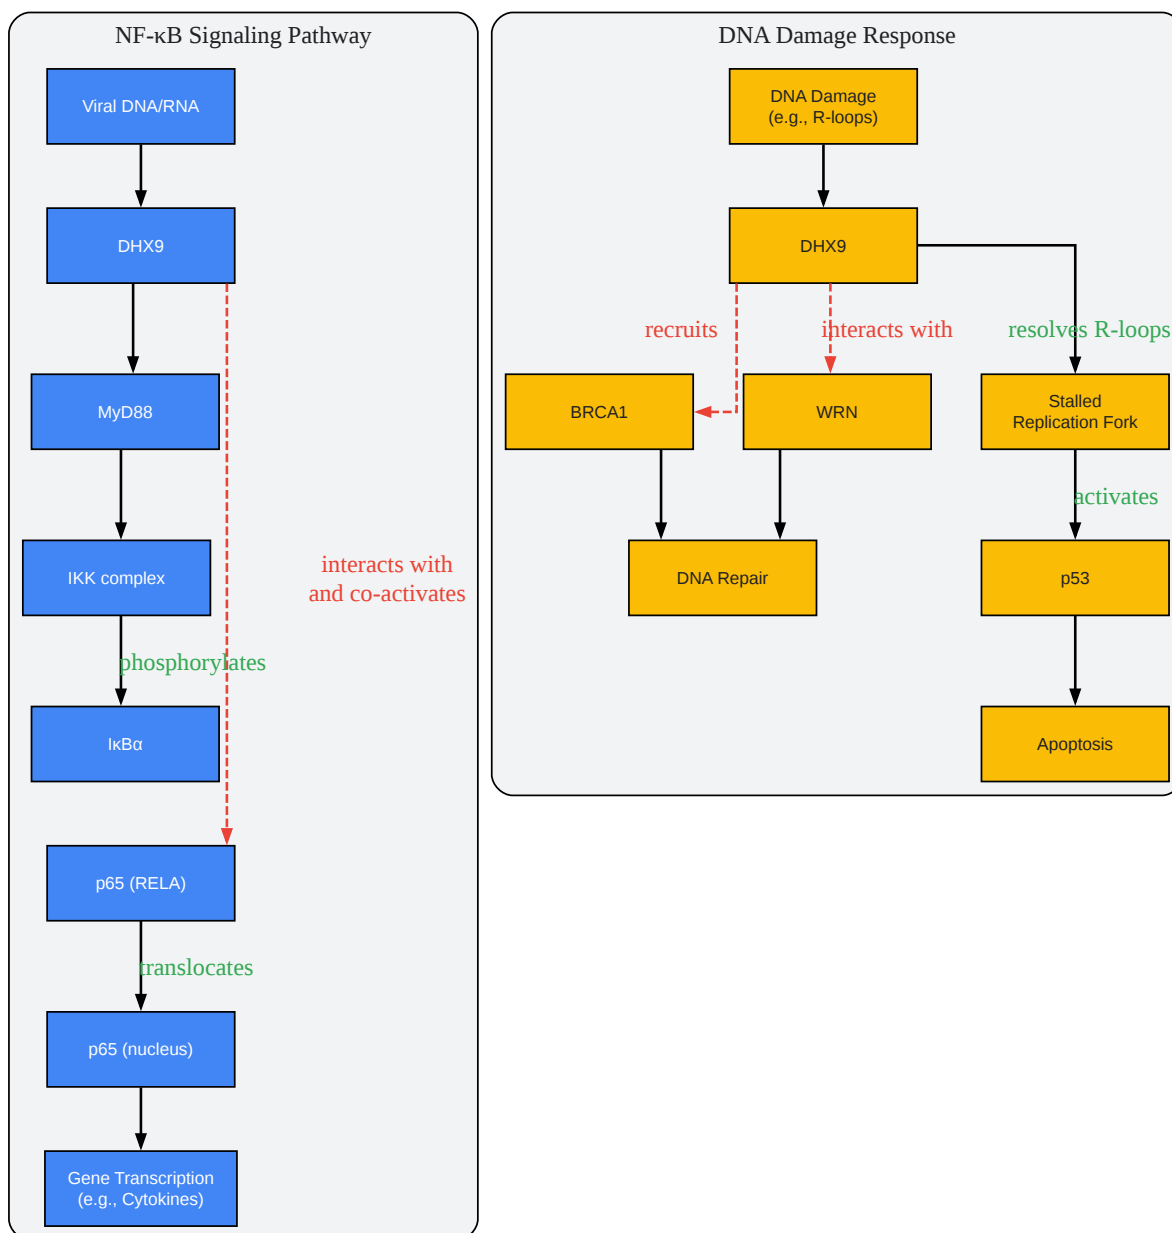 NF-κB Signaling Pathway
Viral DNA/RNA
DHX9
MyD88
IKK complex
interacts with
and co-activates
phosphorylates
IκBα
p65 (RELA)
translocates
p65 (nucleus)
Gene Transcription
(e.g., Cytokines)
DNA Damage Response
DNA Damage
(e.g., R-loops)
DHX9
recruits
interacts with
resolves R-loops
BRCA1
WRN
Stalled
Replication Fork
activates
DNA Repair
p53
Apoptosis